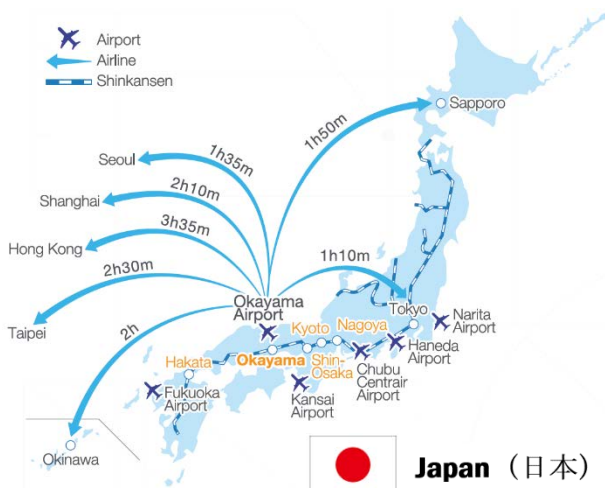 Airport
Airline
Shinkansen
Sapporo
1h50m
Seoul
1h35m
Shanghai
2h10m
Hong Kong
3h35m
Taipei
2h30m
2h
Okinawa
1h10m
Okayama
Airport
Tokyo
Narita
Airport
Haneda
Airport
Kyoto
Nagoya
Hakata
Okayama
Shin-
Osaka
Chubu
Centrair
Airport
Fukuoka
Airport
Kansai
Airport
Japan（日本）